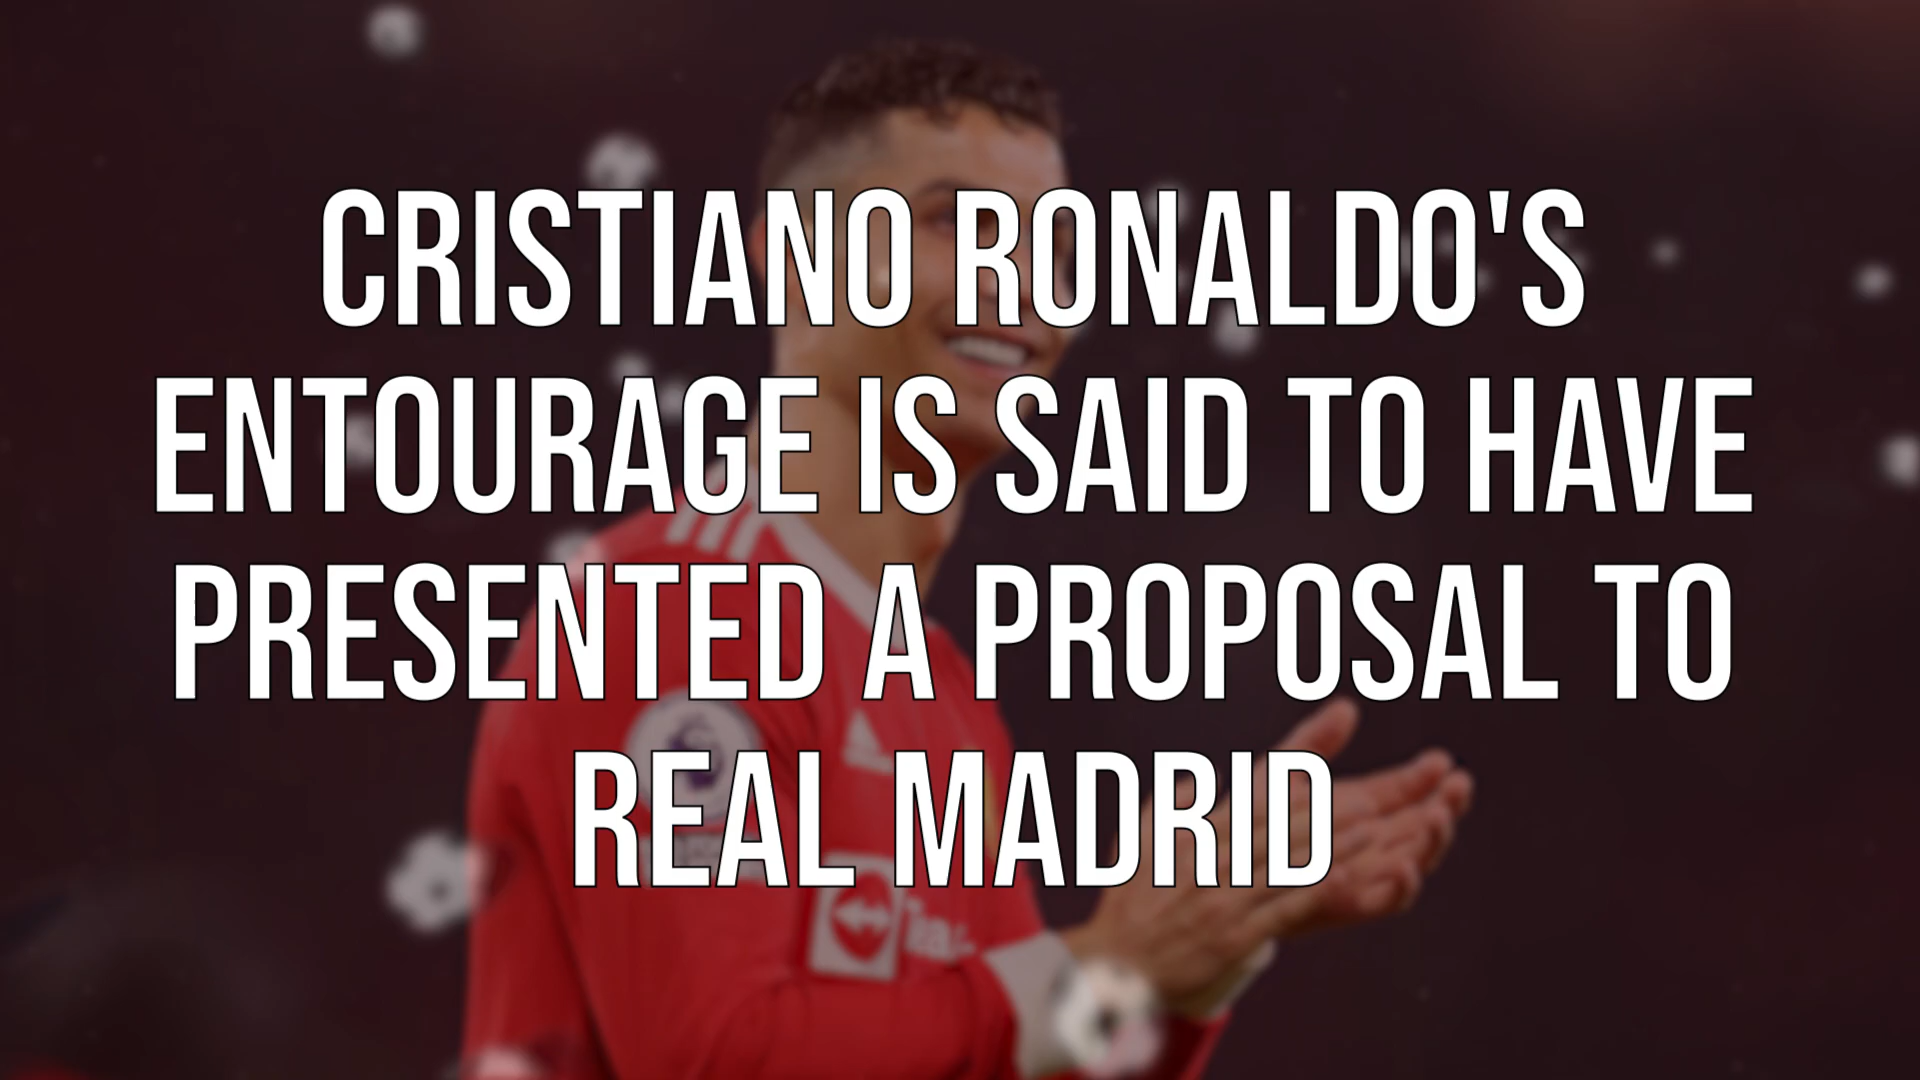 CRISTIANO RONALDO'S
ENTOURAGE IS SAID TO HAVE
PRESENTED A PROPOSAL TO
REAL MADRID